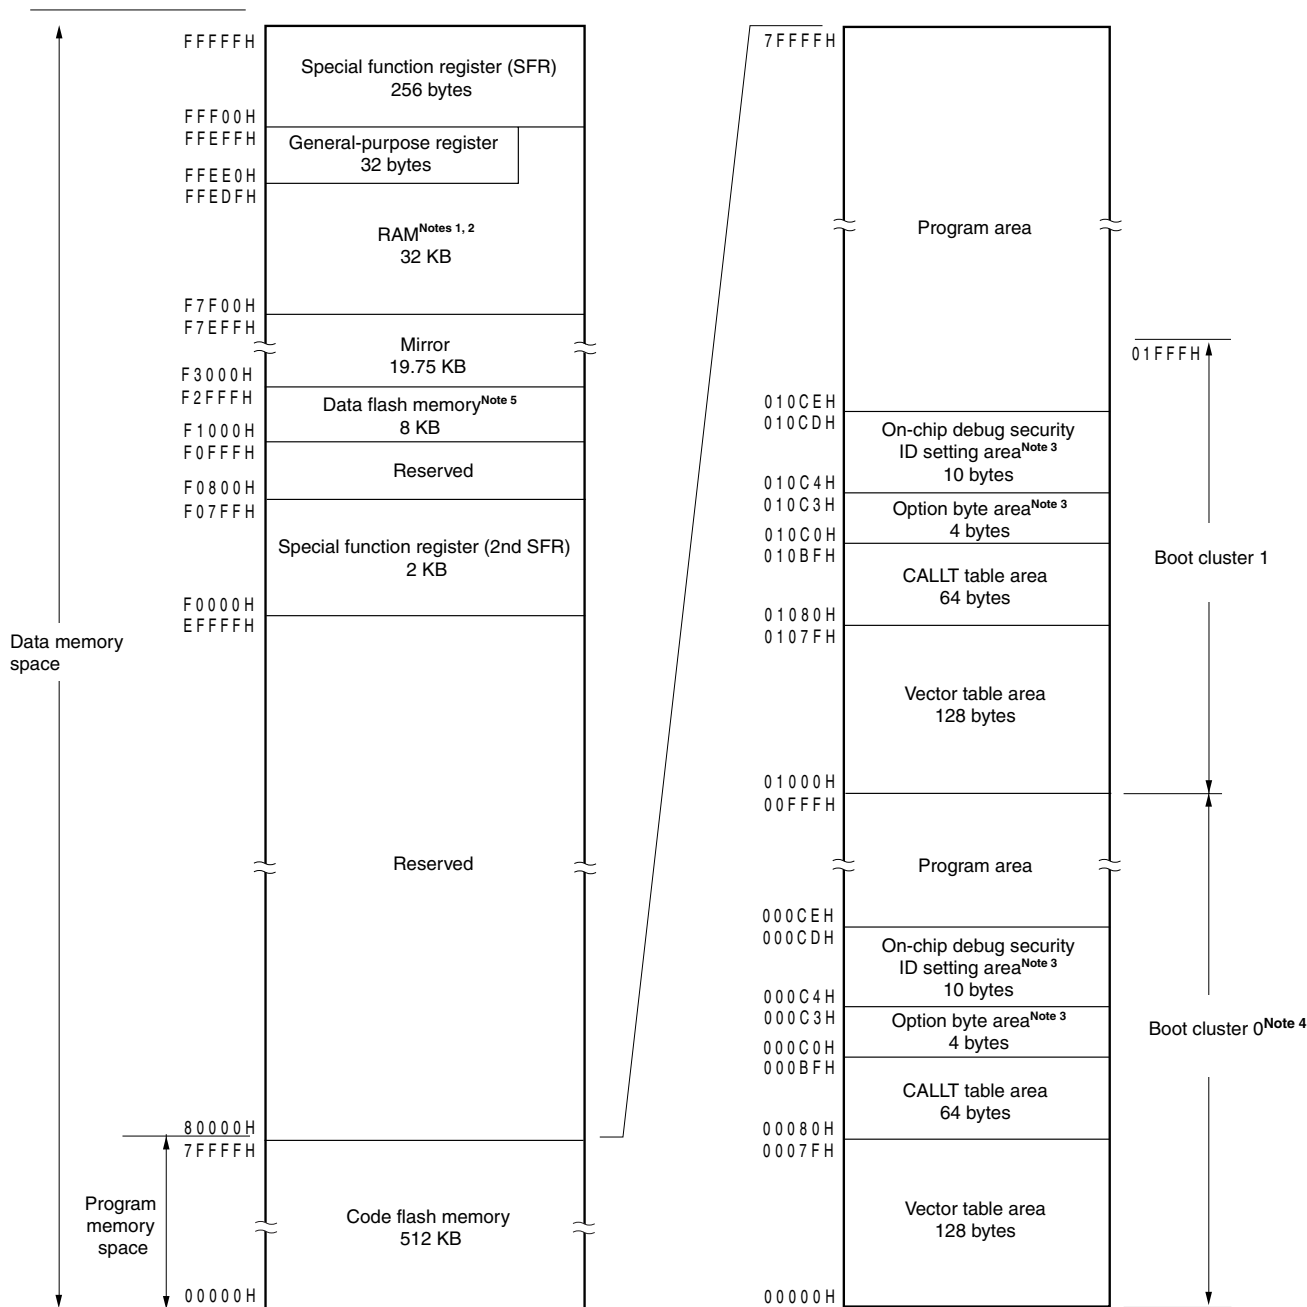 FFFFFH
Special function register (SFR)
256 bytes
FFF00H
FFEFFH
General-purpose register
32 bytes
FFEE0H
FFEDFH
RAMNotes 1, 2
32 KB
F7F00H
F7EFFH
Mirror
19.75 KB
F3000H
F2FFFH
Data flash memoryNote 5
8 KB
F1000H
F0FFFH
Reserved
F0800H
F07FFH
Special function register (2nd SFR)
2 KB
F0000H
EFFFFH
Data memory
space
Reserved
80000H
7FFFFH
Program
memory
space
Code flash memory
512 KB
00000H
7FFFFH
Program area
01FFFH
010CEH
010CDH
On-chip debug security
ID setting areaNote 3
10 bytes
010C4H
010C3H
Option byte areaNote 3
4 bytes
010C0H
010BFH
CALLT table area
64 bytes
Boot cluster 1
01080H
0107FH
Vector table area
128 bytes
01000H
00FFFH
Program area
000CEH
000CDH
On-chip debug security
ID setting areaNote 3
10 bytes
000C4H
000C3H
Option byte areaNote 3
4 bytes
Boot cluster 0Note 4
000C0H
000BFH
CALLT table area
64 bytes
00080H
0007FH
Vector table area
128 bytes
00000H